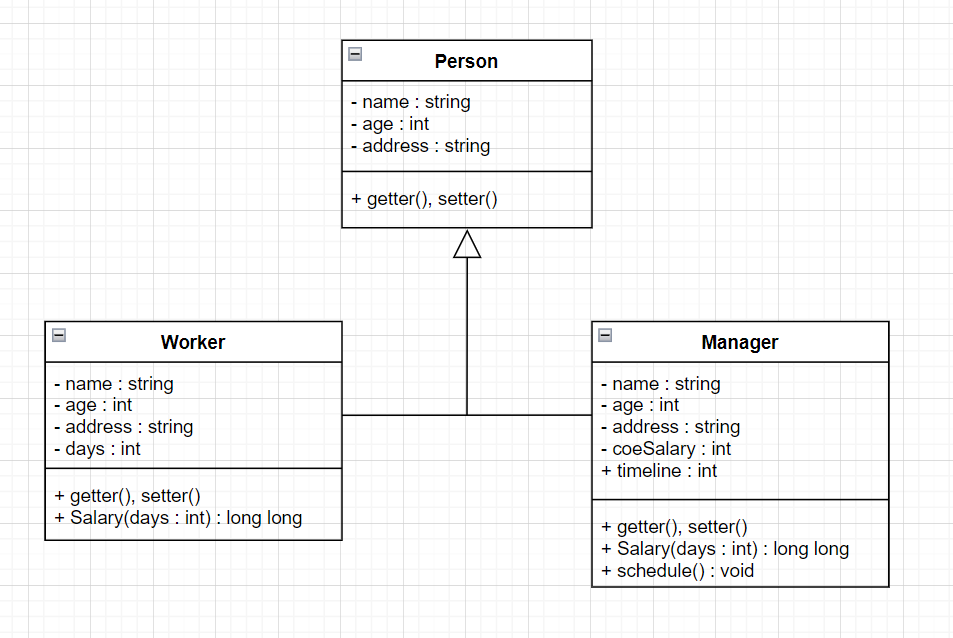 Person
- name : string
- age : int
- address : string
+ getter(), setter()
Worker
- name : string
- age : int
- address : string
- days : int
+ getter(), setter()
+ Salary(days : int) : long long
Manager
- name : string
- age : int
- address : string
- coeSalary : int
+ timeline : int
+ getter(), setter()
+ Salary(days : int) : long long
+ schedule() : void